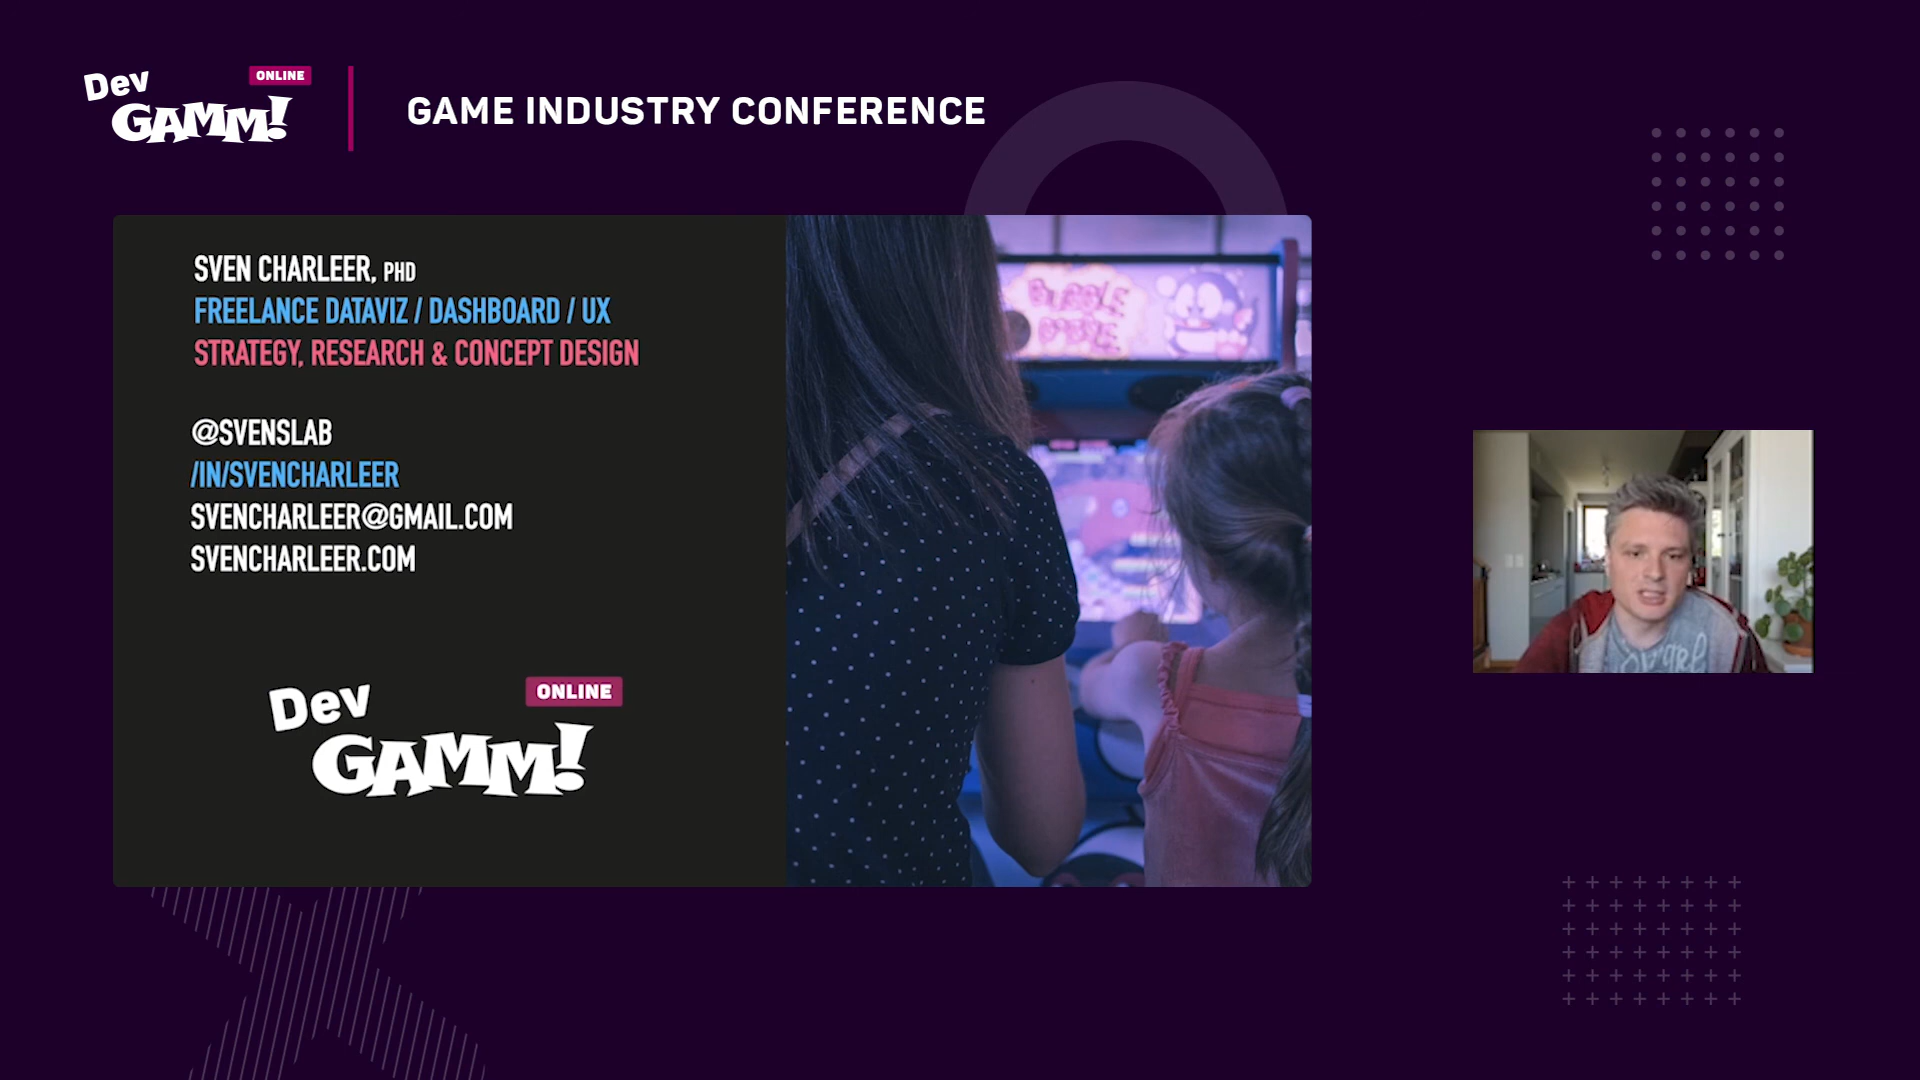 Dev
GAMM!
ONLINE
GAME INDUSTRY CONFERENCE
SVEN CHARLEER, PHD
FREELANCE DATAVIZ / DASHBOARD / UX
STRATEGY, RESEARCH & CONCEPT DESIGN
@SVENSLAB
/IN/SVENCHARLEER
SVENCHARLEER@GMAIL.COM
SVENCHARLEER.COM
Dev
GAMM!
ONLINE
BUBBLE
BOBBLE